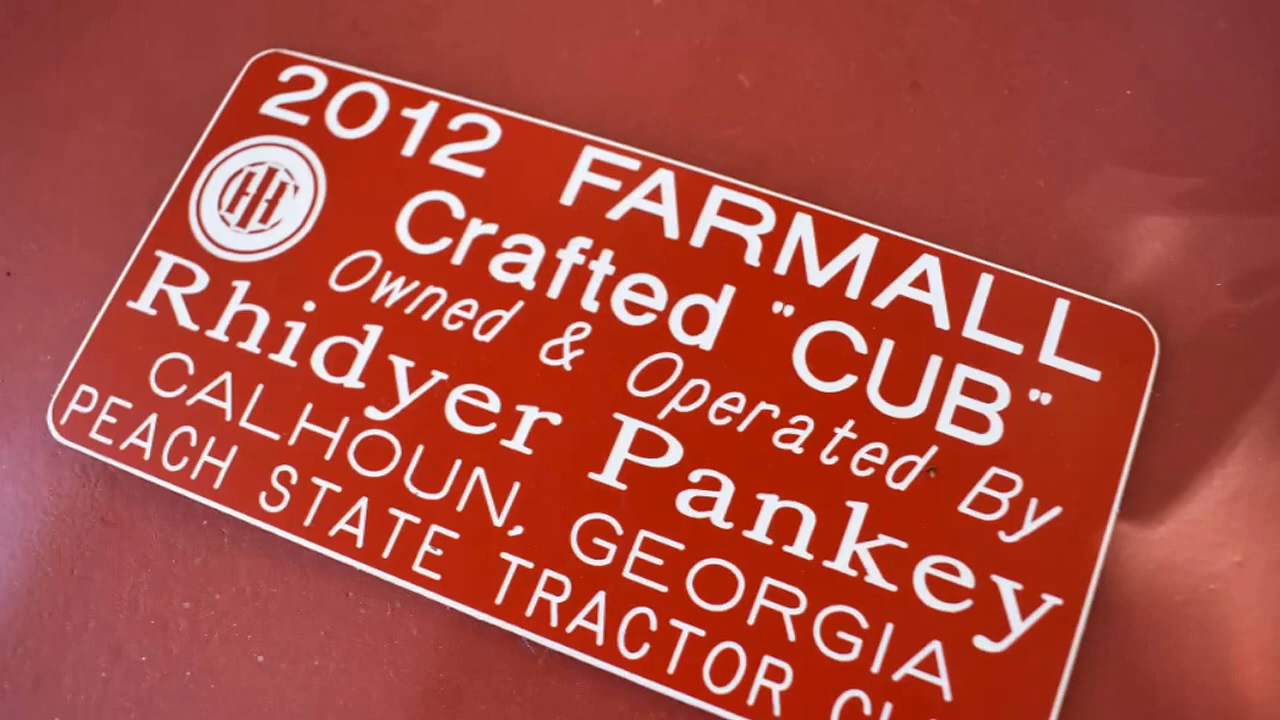 2012 FARMALL
Crafted "CUB"
Owned & Operated By
Rhidyer Pankey
CALHOUN, GEORGIA
PEACH STATE TRACTOR